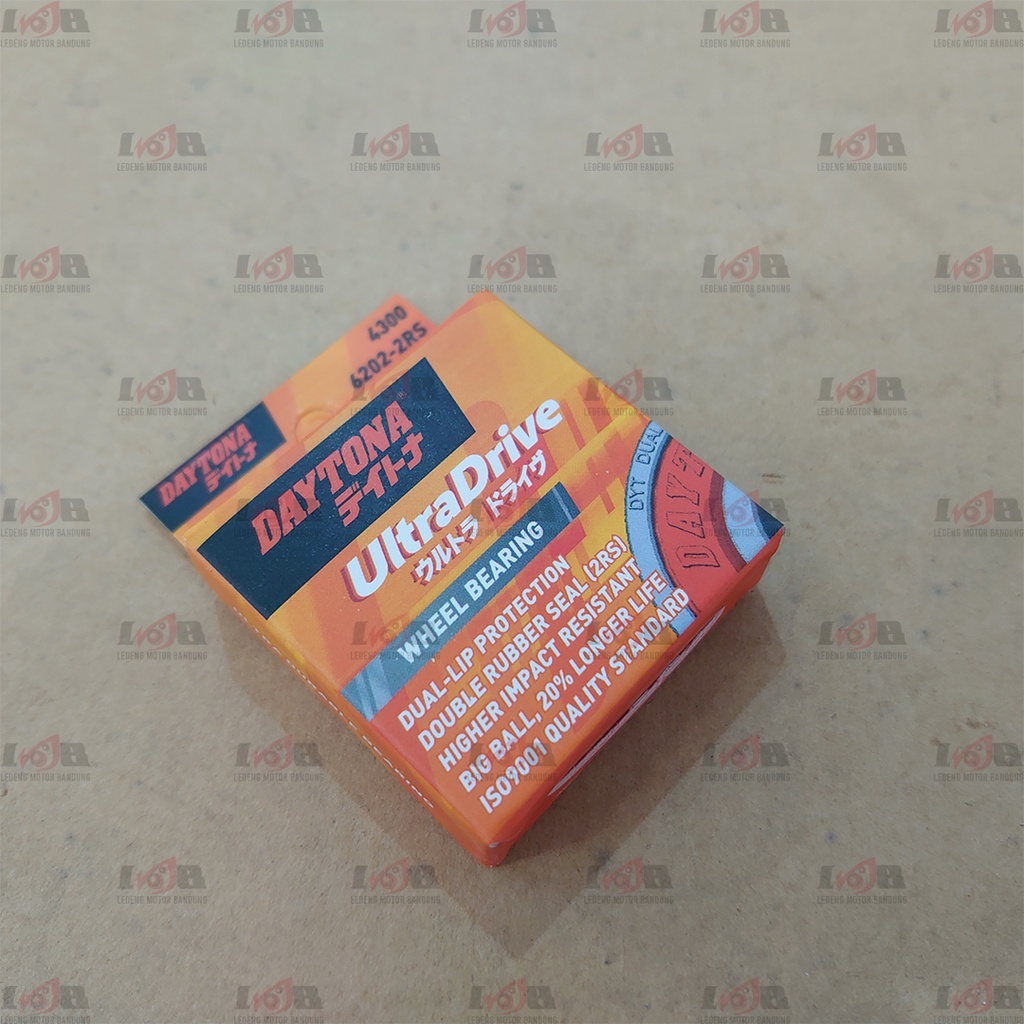 4300
6202-2RS
DAYTONA
デイトナ
DAYTONA®
デイトナ
UltraDrive
ウルトラ ドライヴ
WHEEL BEARING
DUAL-LIP PROTECTION
DOUBLE RUBBER SEAL (2RS)
HIGHER IMPACT RESISTANT
BIG BALL, 20% LONGER LIFE
ISO9001 QUALITY STANDARD
DYT DUAL
DAYT
LEDENG MOTOR BANDUNG